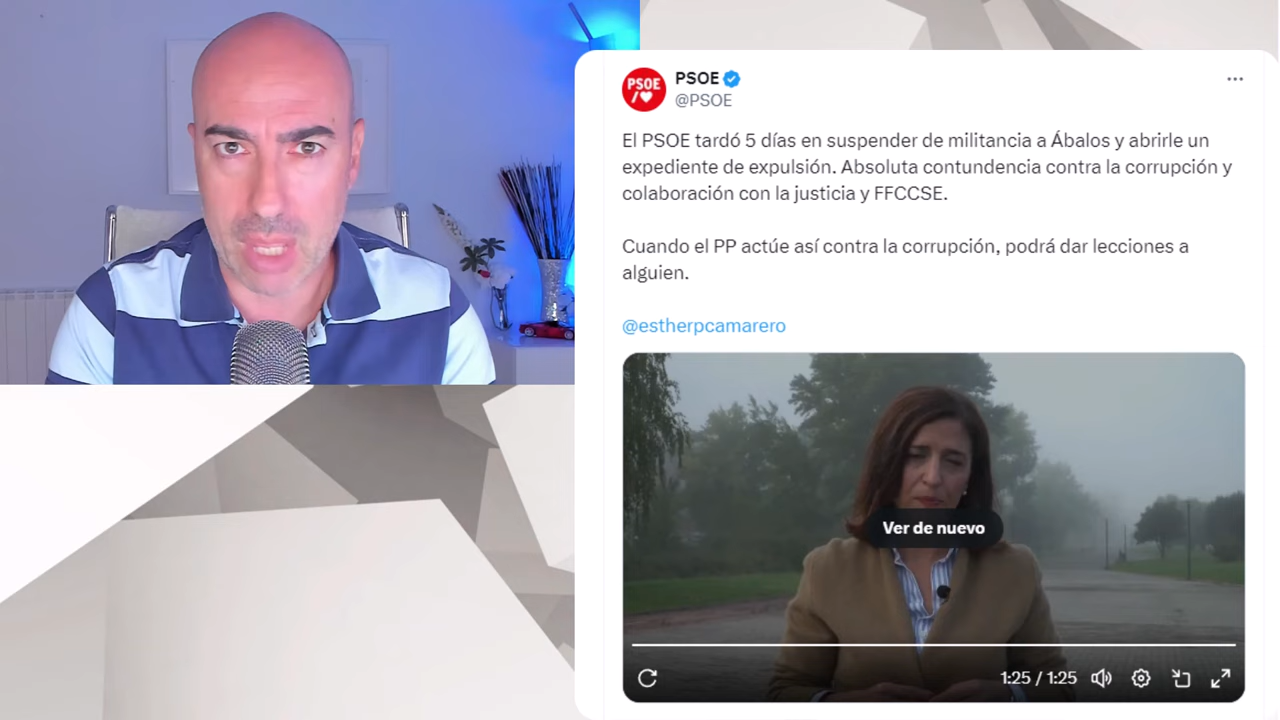 PSOE
PSOE
@PSOE
El PSOE tardó 5 días en suspender de militancia a Ábalos y abrirle un
expediente de expulsión. Absoluta contundencia contra la corrupción y
colaboración con la justicia y FFCCSE.
Cuando el PP actúe así contra la corrupción, podrá dar lecciones a
alguien.
@estherpcamarero
Ver de nuevo
1:25 / 1:25